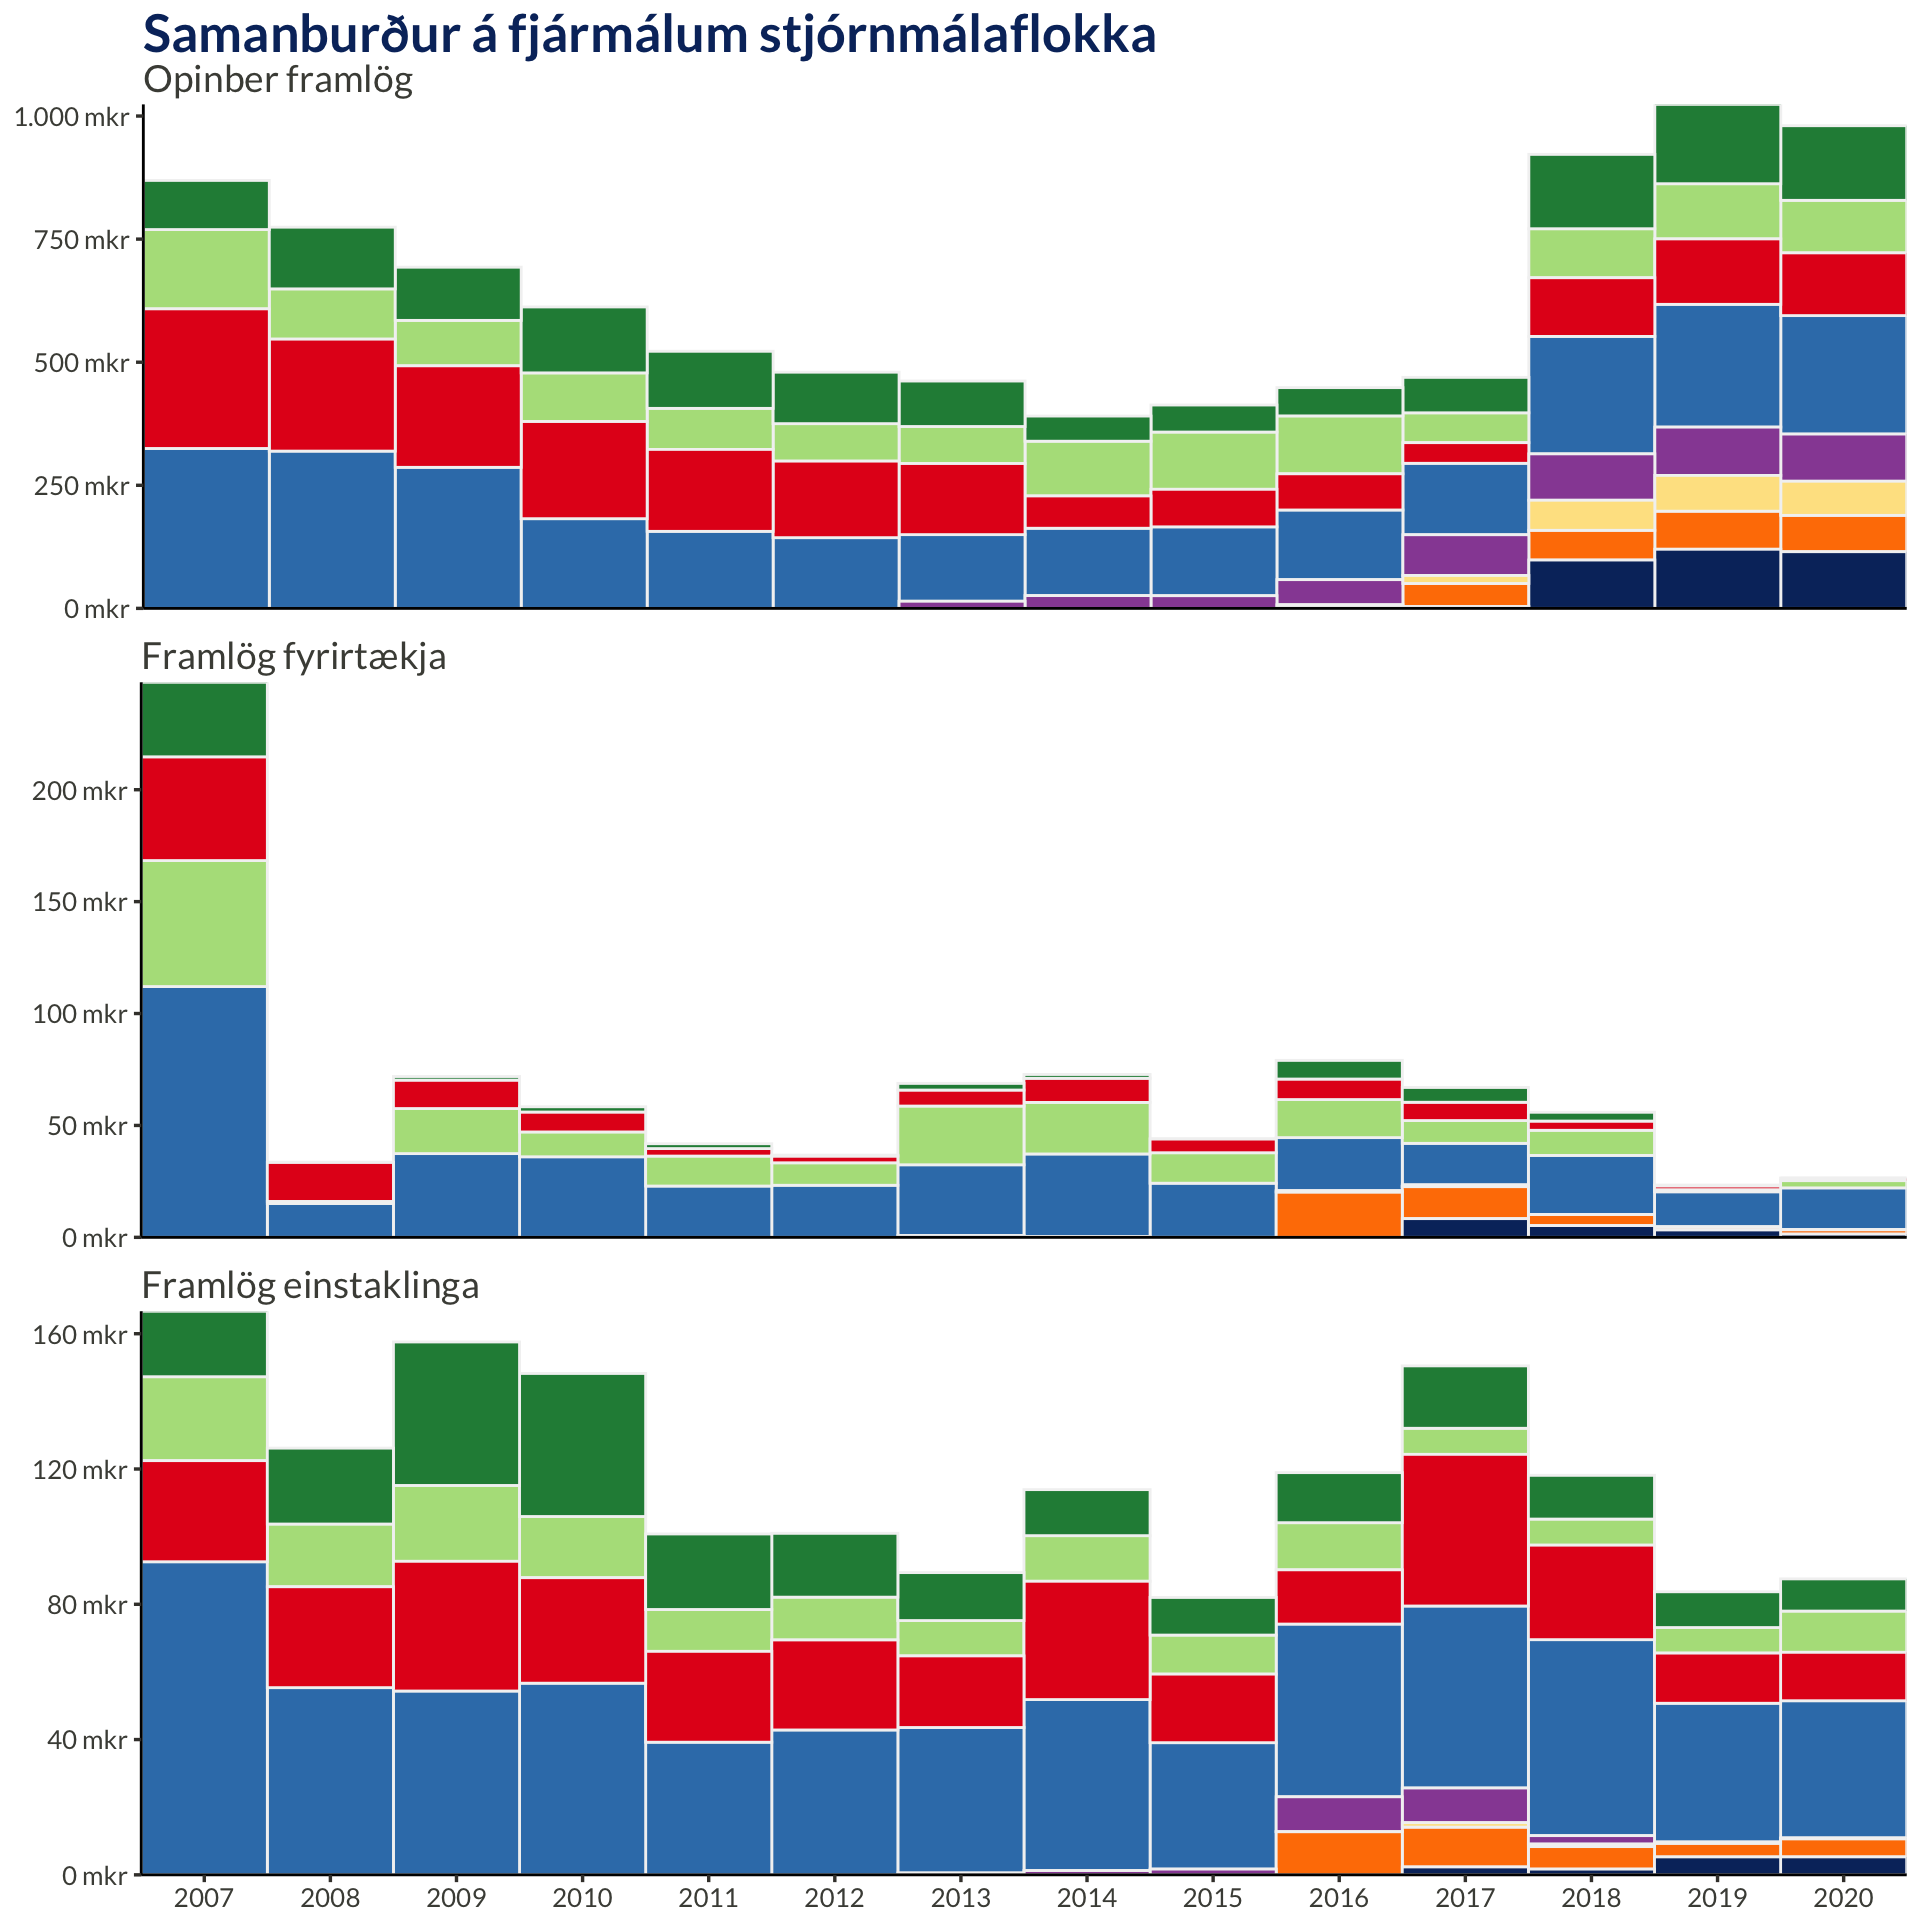 Samanburður á fjármálum stjórnmálaflokka
Opinber framlög
1.000 mkr
750 mkr
500 mkr
250 mkr
0 mkr
Framlög fyrirtækja
200 mkr
150 mkr
100 mkr
50 mkr
0 mkr
Framlög einstaklinga
160 mkr
120 mkr
80 mkr
40 mkr
0 mkr
2007 2008 2009 2010 2011 2012 2013 2014 2015 2016 2017 2018 2019 2020